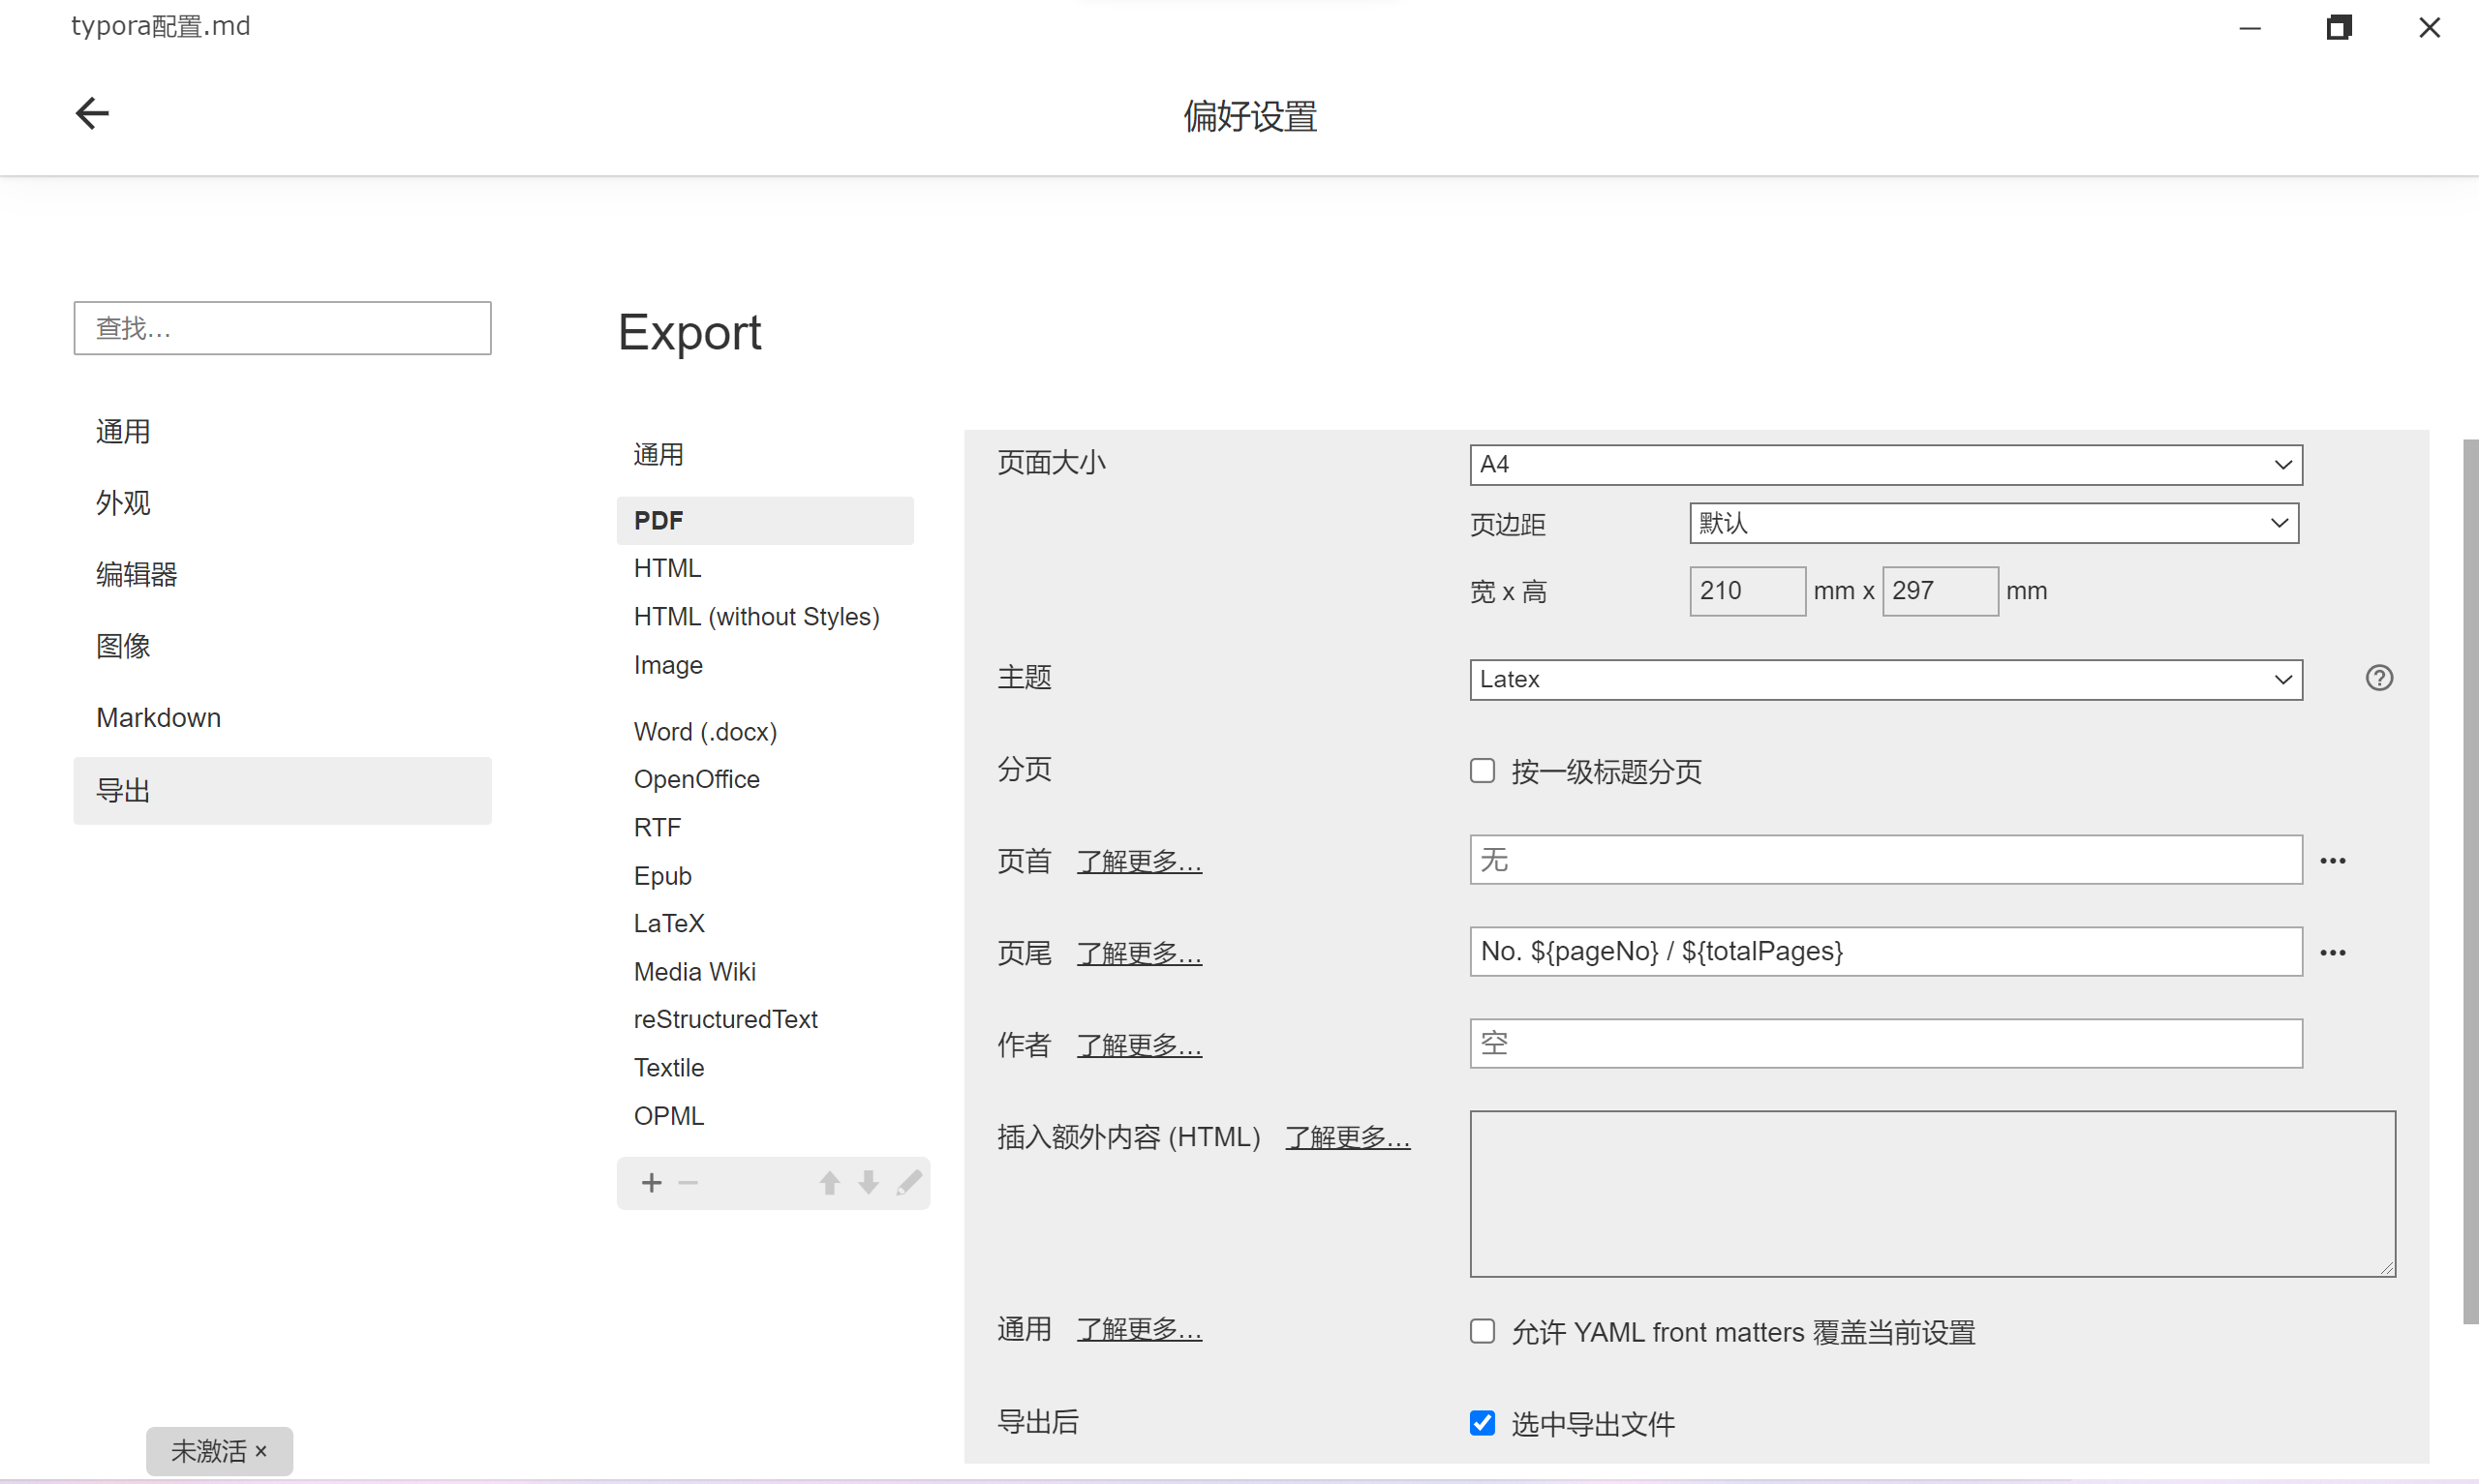 typora配置.md
偏好设置
查找...
通用
外观
编辑器
图像
Markdown
导出
Export
通用
PDF
HTML
HTML (without Styles)
Image
Word (.docx)
OpenOffice
RTF
Epub
LaTeX
Media Wiki
reStructuredText
Textile
OPML
页面大小 A4
页边距 默认
宽 x 高 210 mm x 297 mm
主题 Latex
分页 按一级标题分页
页首 了解更多... 无
页尾 了解更多... No. ${pageNo} / ${totalPages}
作者 了解更多... 空
插入额外内容 (HTML) 了解更多...
通用 了解更多... 允许 YAML front matters 覆盖当前设置
导出后 选中导出文件
未激活 ×